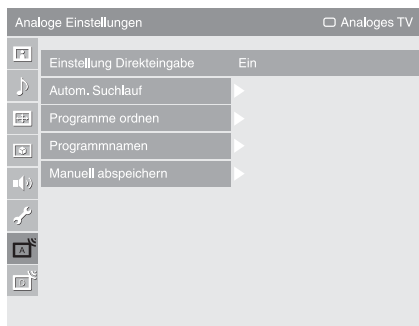 Analoge Einstellungen Analoges TV
Einstellung Direkteingabe Ein
Autom. Suchlauf
Programme ordnen
Programmnamen
Manuell abspeichern
A
D